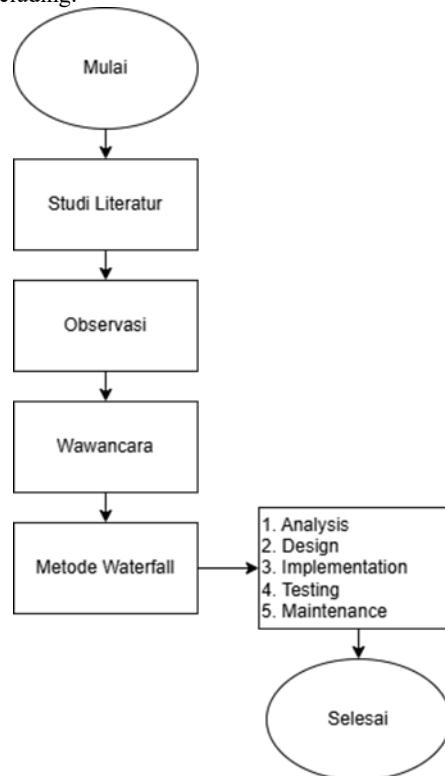 Mulai
Studi Literatur
Observasi
Wawancara
Metode Waterfall
1. Analysis
2. Design
3. Implementation
4. Testing
5. Maintenance
Selesai